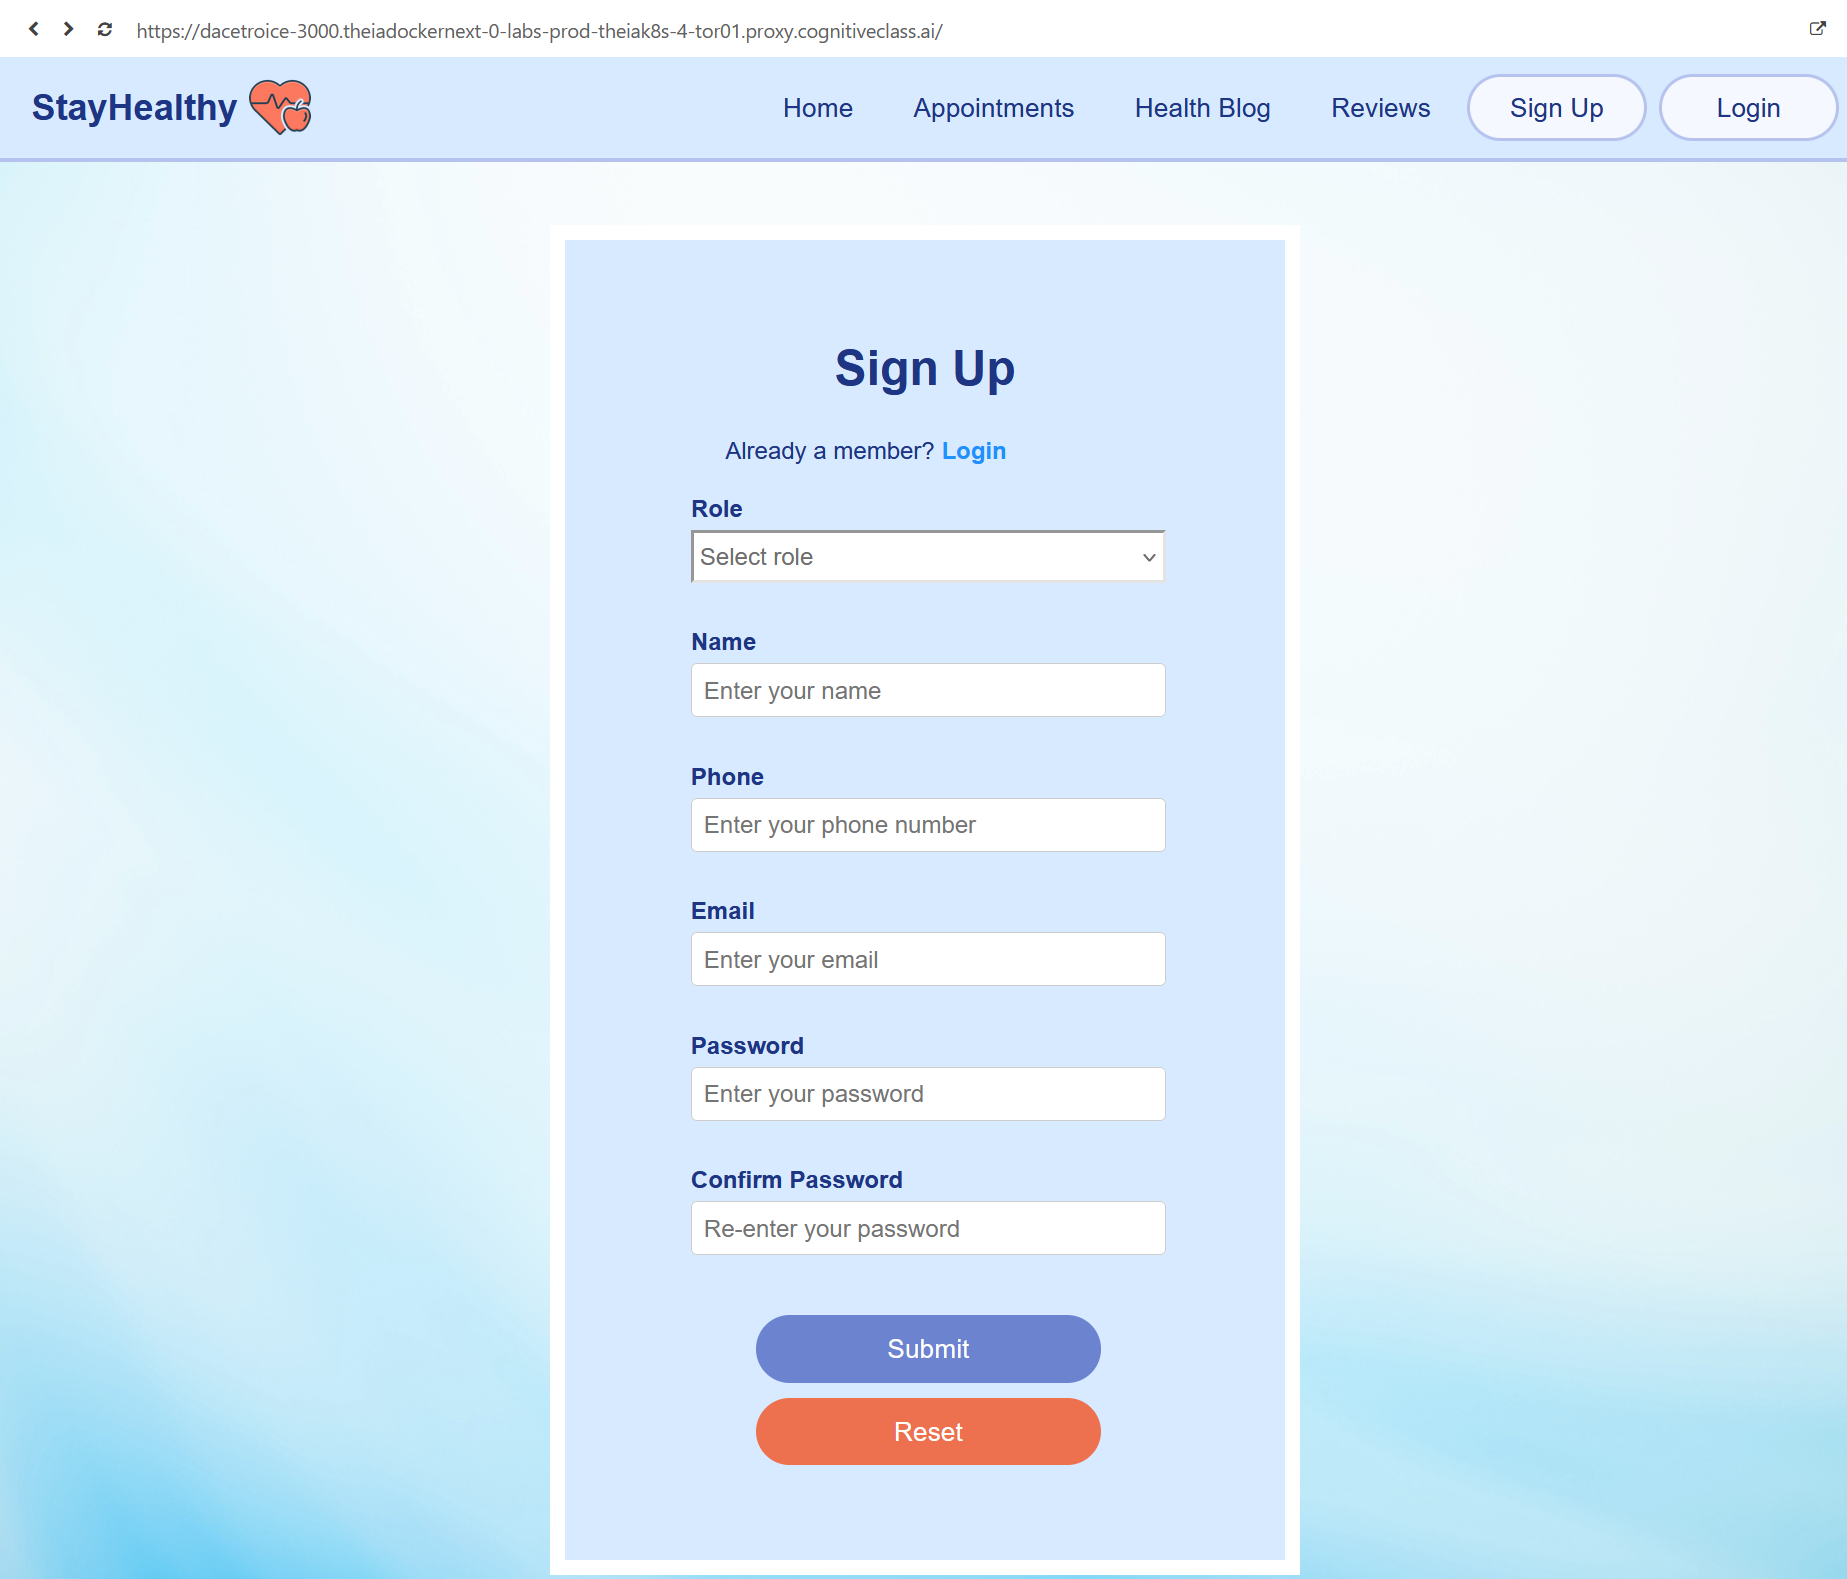 https://dacetroice-3000.theiadockernext-0-labs-prod-theiak8s-4-tor01.proxy.cognitiveclass.ai/
StayHealthy Home Appointments Health Blog Reviews Sign Up Login
Sign Up
Already a member? Login
Role
Select role
Name
Enter your name
Phone
Enter your phone number
Email
Enter your email
Password
Enter your password
Confirm Password
Re-enter your password
Submit
Reset